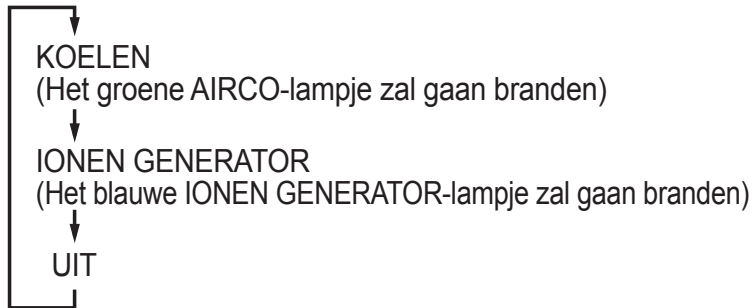 KOELEN
(Het groene AIRCO-lampje zal gaan branden)
IONEN GENERATOR
(Het blauwe IONEN GENERATOR-lampje zal gaan branden)
UIT